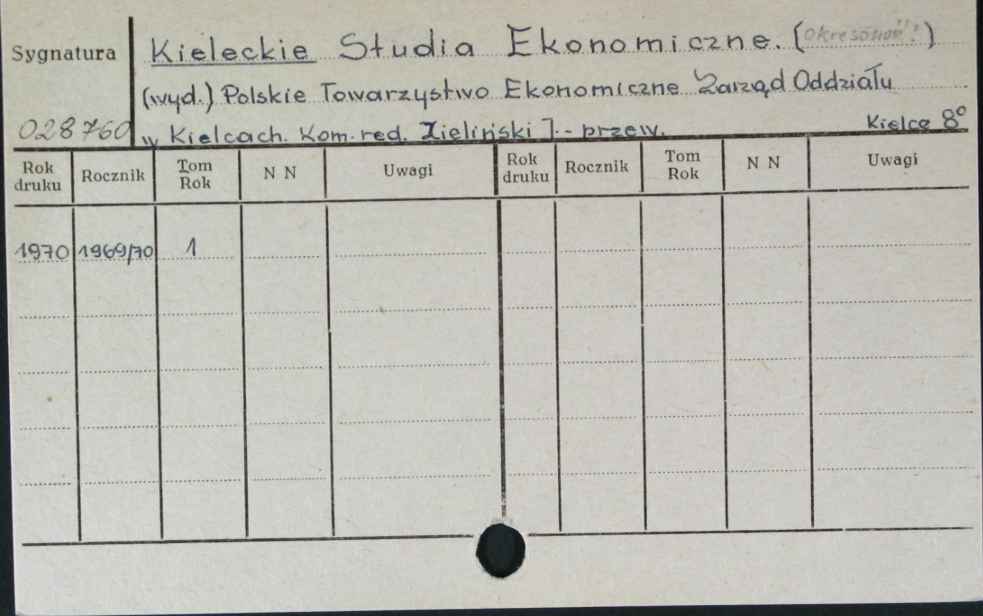 Sygnatura Kieleckie Studia Ekonomiczne.
(wyd.) Polskie Towarzystwo Ekonomiczne Zarząd Oddziału
028760 w Kielcach. Kom. red. Zieliński J.- przew. Kielce 8°
Rok druku Rocznik Tom Rok N N Uwagi Rok druku Rocznik Tom Rok N N Uwagi
1970 1969/70 1